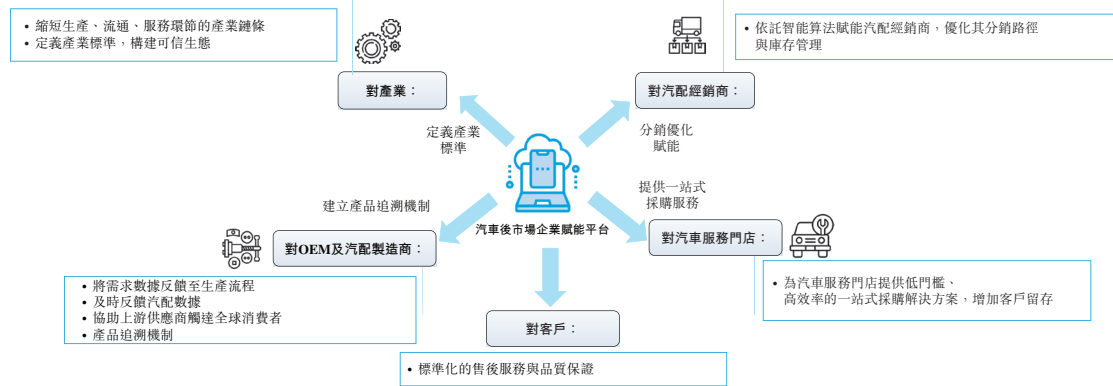 • 縮短生產、流通、服務環節的產業鏈條
• 定義產業標準，構建可信生態
對產業：
• 依託智能算法賦能汽配經銷商，優化其分銷路徑
與庫存管理
對汽配經銷商：
定義產業
標準
分銷優化
賦能
汽車後市場企業賦能平台
建立產品追溯機制
對OEM及汽配製造商：
• 將需求數據反饋至生產流程
• 及時反饋汽配數據
• 協助上游供應商觸達全球消費者
• 產品追溯機制
提供一站式
採購服務
對汽車服務門店：
• 為汽車服務門店提供低門檻、
高效率的一站式採購解決方案，增加客戶留存
對客戶：
• 標準化的售後服務與品質保證